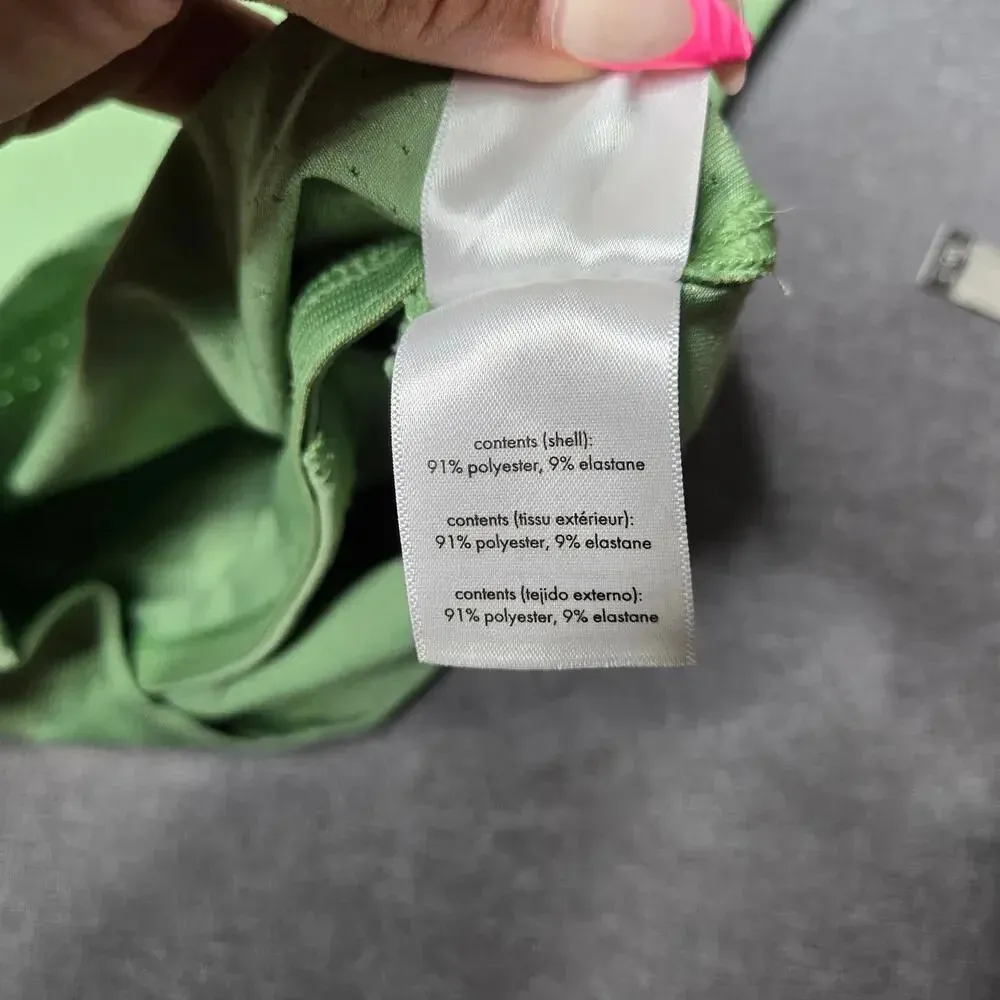 contents (shell):
91% polyester, 9% elastane
contents (tissu extérieur):
91% polyester, 9% elastane
contents (tejido externo):
91% polyester, 9% elastane